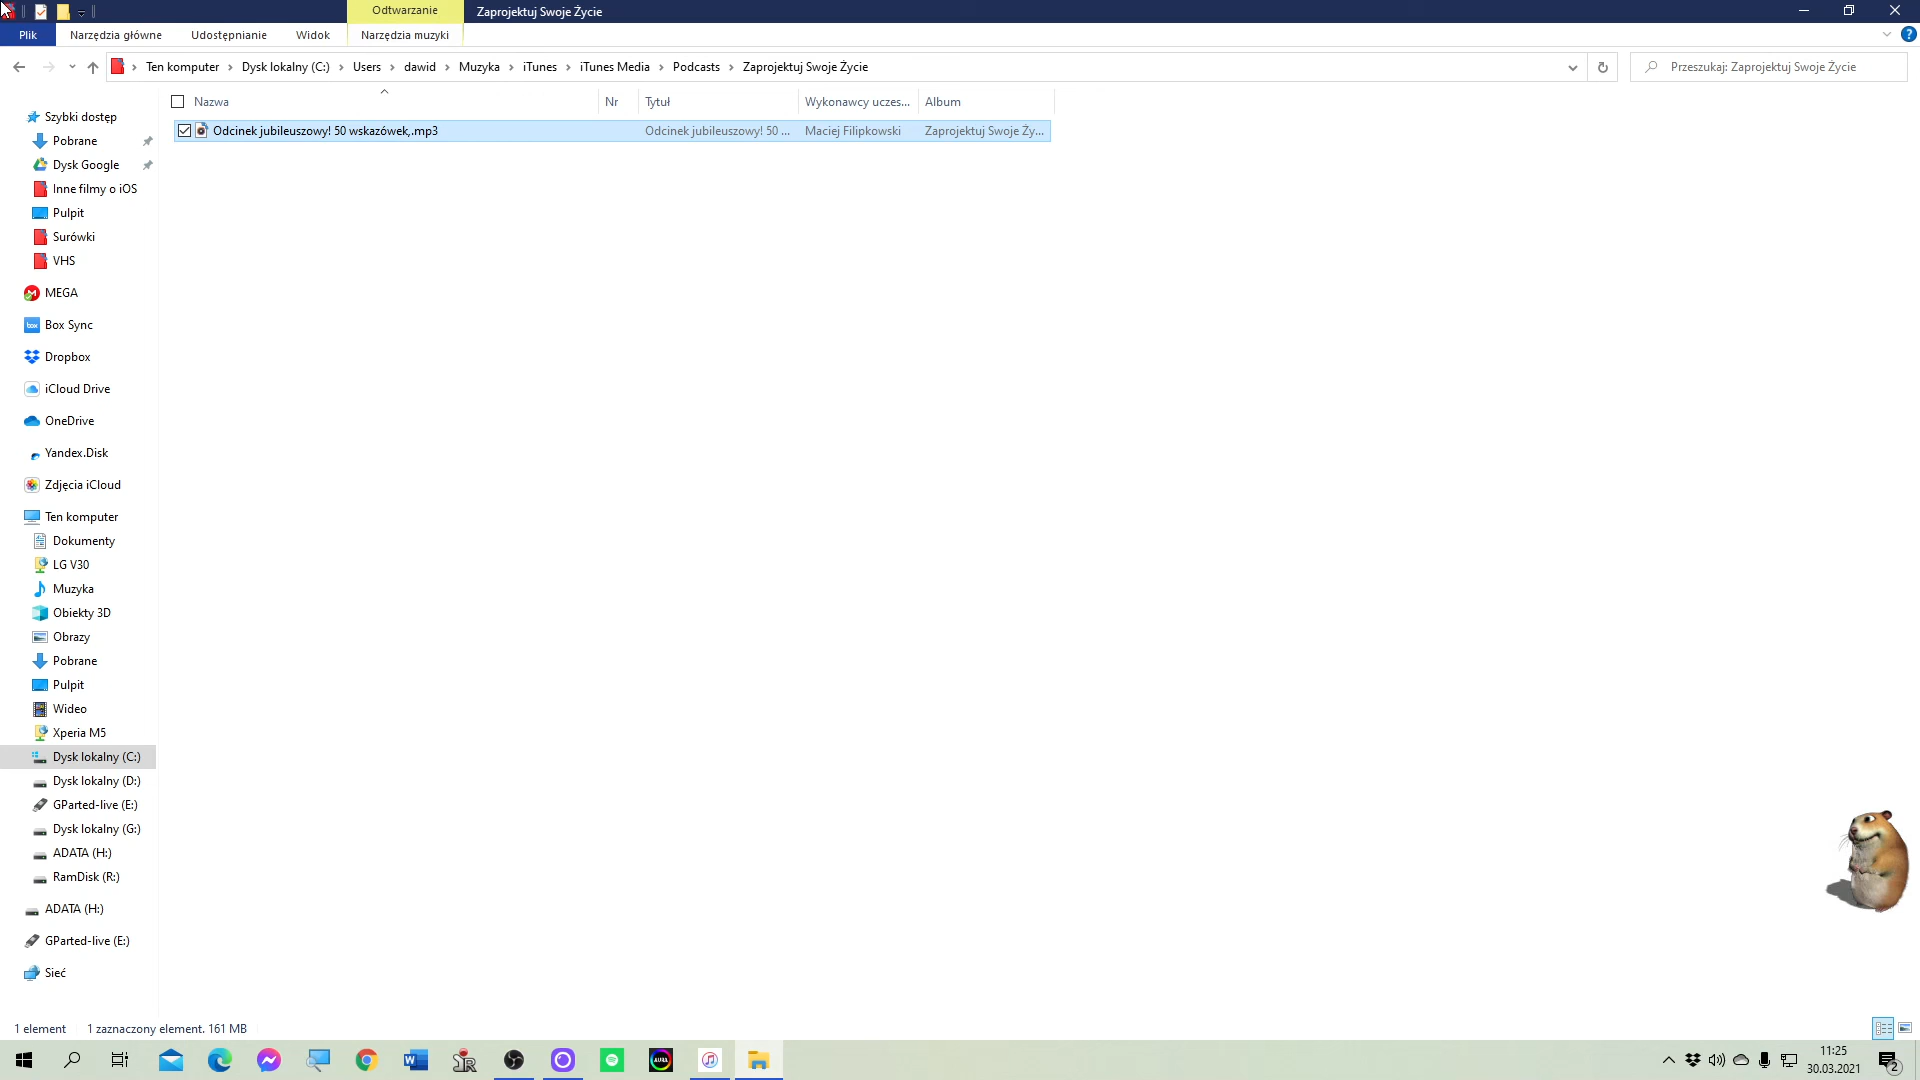 Odtwarzanie
Zaprojektuj Swoje Życie
Plik
Narzędzia główne
Udostępnianie
Widok
Narzędzia muzyki
Ten komputer
Dysk lokalny (C:)
Users
dawid
Muzyka
iTunes
iTunes Media
Podcasts
Zaprojektuj Swoje Życie
Przeszukaj: Zaprojektuj Swoje Życie
Nazwa
Nr
Tytuł
Wykonawcy uczes...
Album
Odcinek jubileuszowy! 50 wskazówek,.mp3
Odcinek jubileuszowy! 50 ...
Maciej Filipkowski
Zaprojektuj Swoje Ży...
Szybki dostęp
Pobrane
Dysk Google
Inne filmy o iOS
Pulpit
Surówki
VHS
MEGA
Box Sync
Dropbox
iCloud Drive
OneDrive
Yandex.Disk
Zdjęcia iCloud
Ten komputer
Dokumenty
LG V30
Muzyka
Obiekty 3D
Obrazy
Pobrane
Pulpit
Wideo
Xperia M5
Dysk lokalny (C:)
Dysk lokalny (D:)
GParted-live (E:)
Dysk lokalny (G:)
ADATA (H:)
RamDisk (R:)
ADATA (H:)
GParted-live (E:)
Sieć
1 element
1 zaznaczony element. 161 MB
11:25
30.03.2021
2